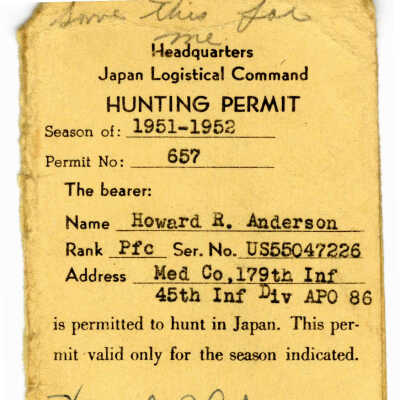 Save this for
me
Headquarters
Japan Logistical Command
HUNTING PERMIT
Season of: 1951-1952
Permit No: 657
The bearer:
Name Howard R. Anderson
Rank Pfc Ser. No. US55047226
Address Med Co,179th Inf
45th Inf Div APO 86
is permitted to hunt in Japan. This per-
mit valid only for the season indicated.